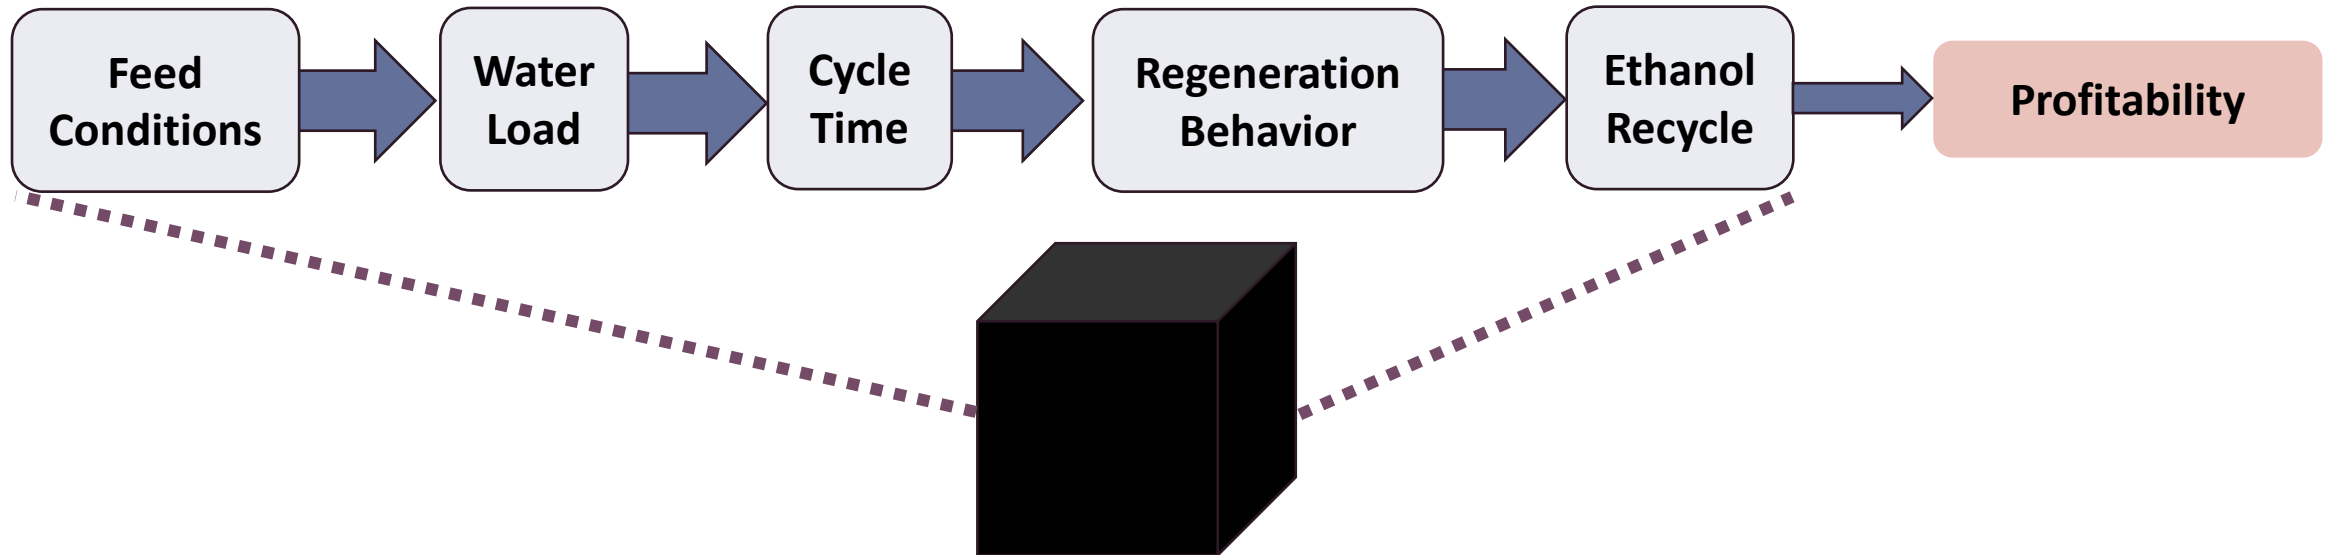 Feed
Conditions
Water
Load
Cycle
Time
Regeneration
Behavior
Ethanol
Recycle
Profitability